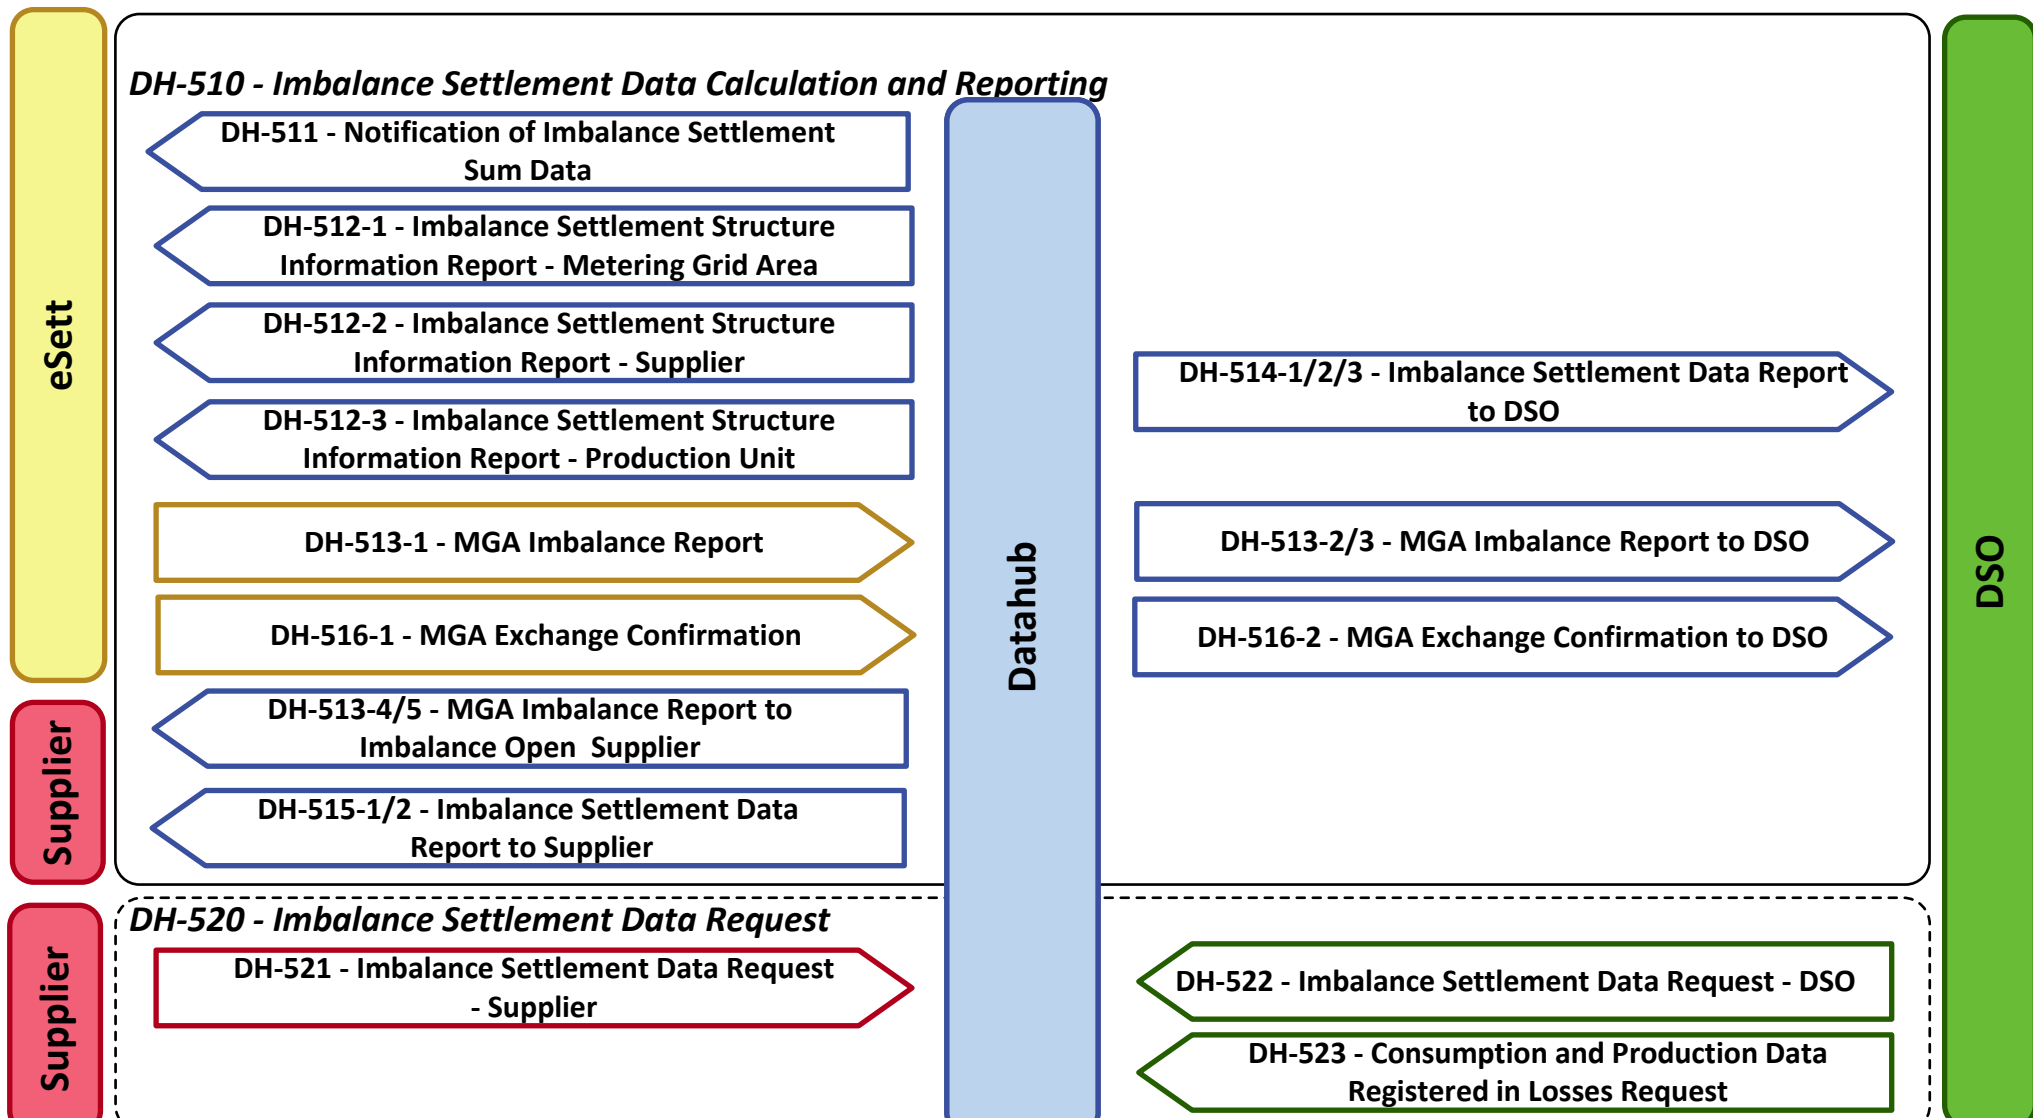 DH-510 - Imbalance Settlement Data Calculation and Reporting
eSett
DH-511 - Notification of Imbalance Settlement
Sum Data
DH-512-1 - Imbalance Settlement Structure
Information Report - Metering Grid Area
DH-512-2 - Imbalance Settlement Structure
Information Report - Supplier
DH-512-3 - Imbalance Settlement Structure
Information Report - Production Unit
DH-513-1 - MGA Imbalance Report
DH-516-1 - MGA Exchange Confirmation
Supplier
DH-513-4/5 - MGA Imbalance Report to
Imbalance Open  Supplier
DH-515-1/2 - Imbalance Settlement Data
Report to Supplier
Datahub
DH-514-1/2/3 - Imbalance Settlement Data Report
to DSO
DH-513-2/3 - MGA Imbalance Report to DSO
DH-516-2 - MGA Exchange Confirmation to DSO
DSO
DH-520 - Imbalance Settlement Data Request
Supplier
DH-521 - Imbalance Settlement Data Request
- Supplier
DH-522 - Imbalance Settlement Data Request - DSO
DH-523 - Consumption and Production Data
Registered in Losses Request